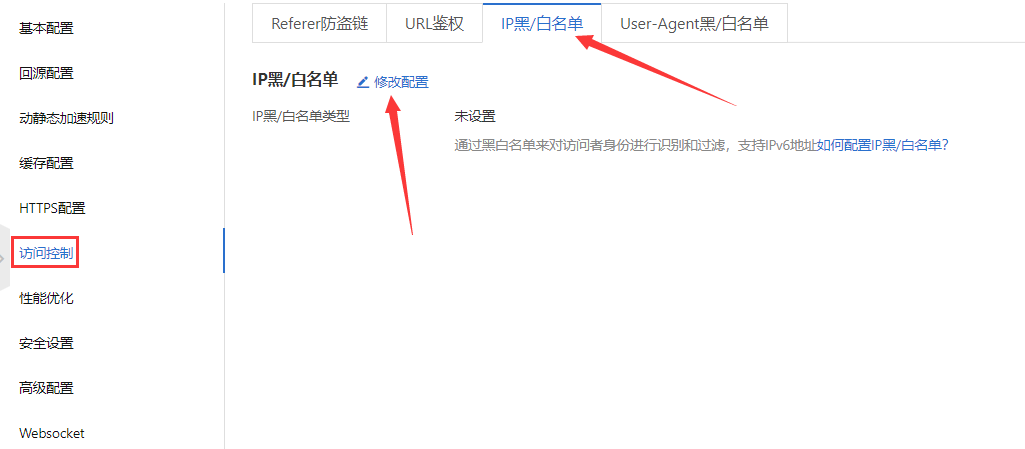 基本配置
回源配置
动静态加速规则
缓存配置
HTTPS配置
访问控制
性能优化
安全设置
高级配置
Websocket
Referer防盗链
URL鉴权
IP黑/白名单
User-Agent黑/白名单
IP黑/白名单 修改配置
IP黑/白名单类型 未设置
通过黑白名单来对访问者身份进行识别和过滤，支持IPv6地址如何配置IP黑/白名单？